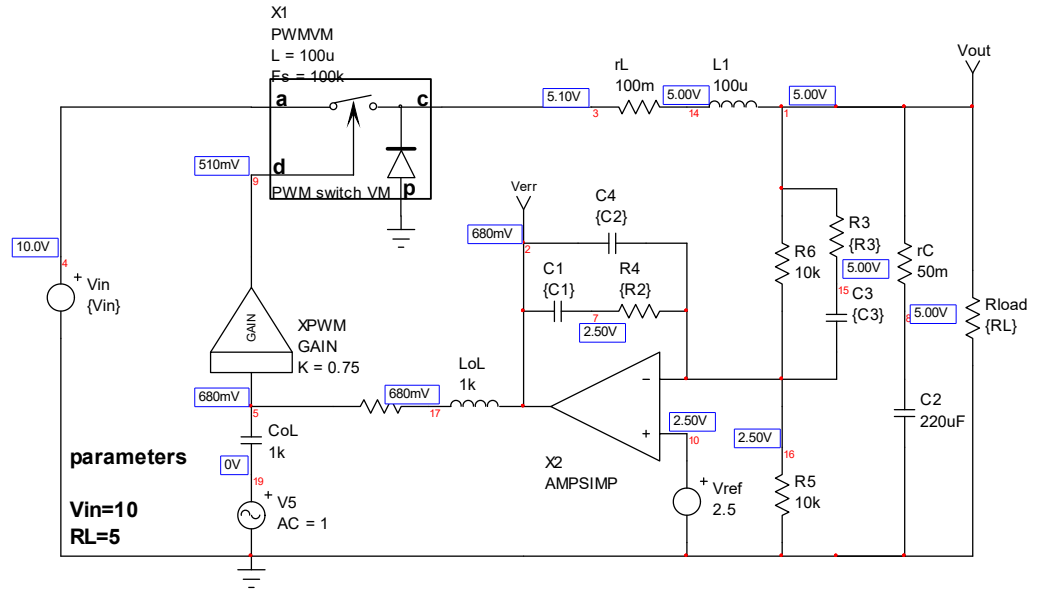 X1
PWMVM
L = 100u
Fs = 100k
a
c
d
p
PWM switch VM
rL
100m
L1
100u
Vout
5.10V
3
5.00V
14
5.00V
1
510mV
9
Verr
680mV
2
C4
{C2}
C1
{C1}
R4
{R2}
7
2.50V
R6
10k
R3
{R3}
5.00V
15
C3
{C3}
rC
50m
5.00V
8
Rload
{RL}
10.0V
4
+
Vin
{Vin}
GAIN
XPWM
GAIN
K = 0.75
680mV
5
680mV
17
LoL
1k
−
+
2.50V
10
2.50V
16
C2
220uF
CoL
1k
0V
19
+
V5
AC = 1
X2
AMPSIMP
+
Vref
2.5
R5
10k
parameters
Vin=10
RL=5